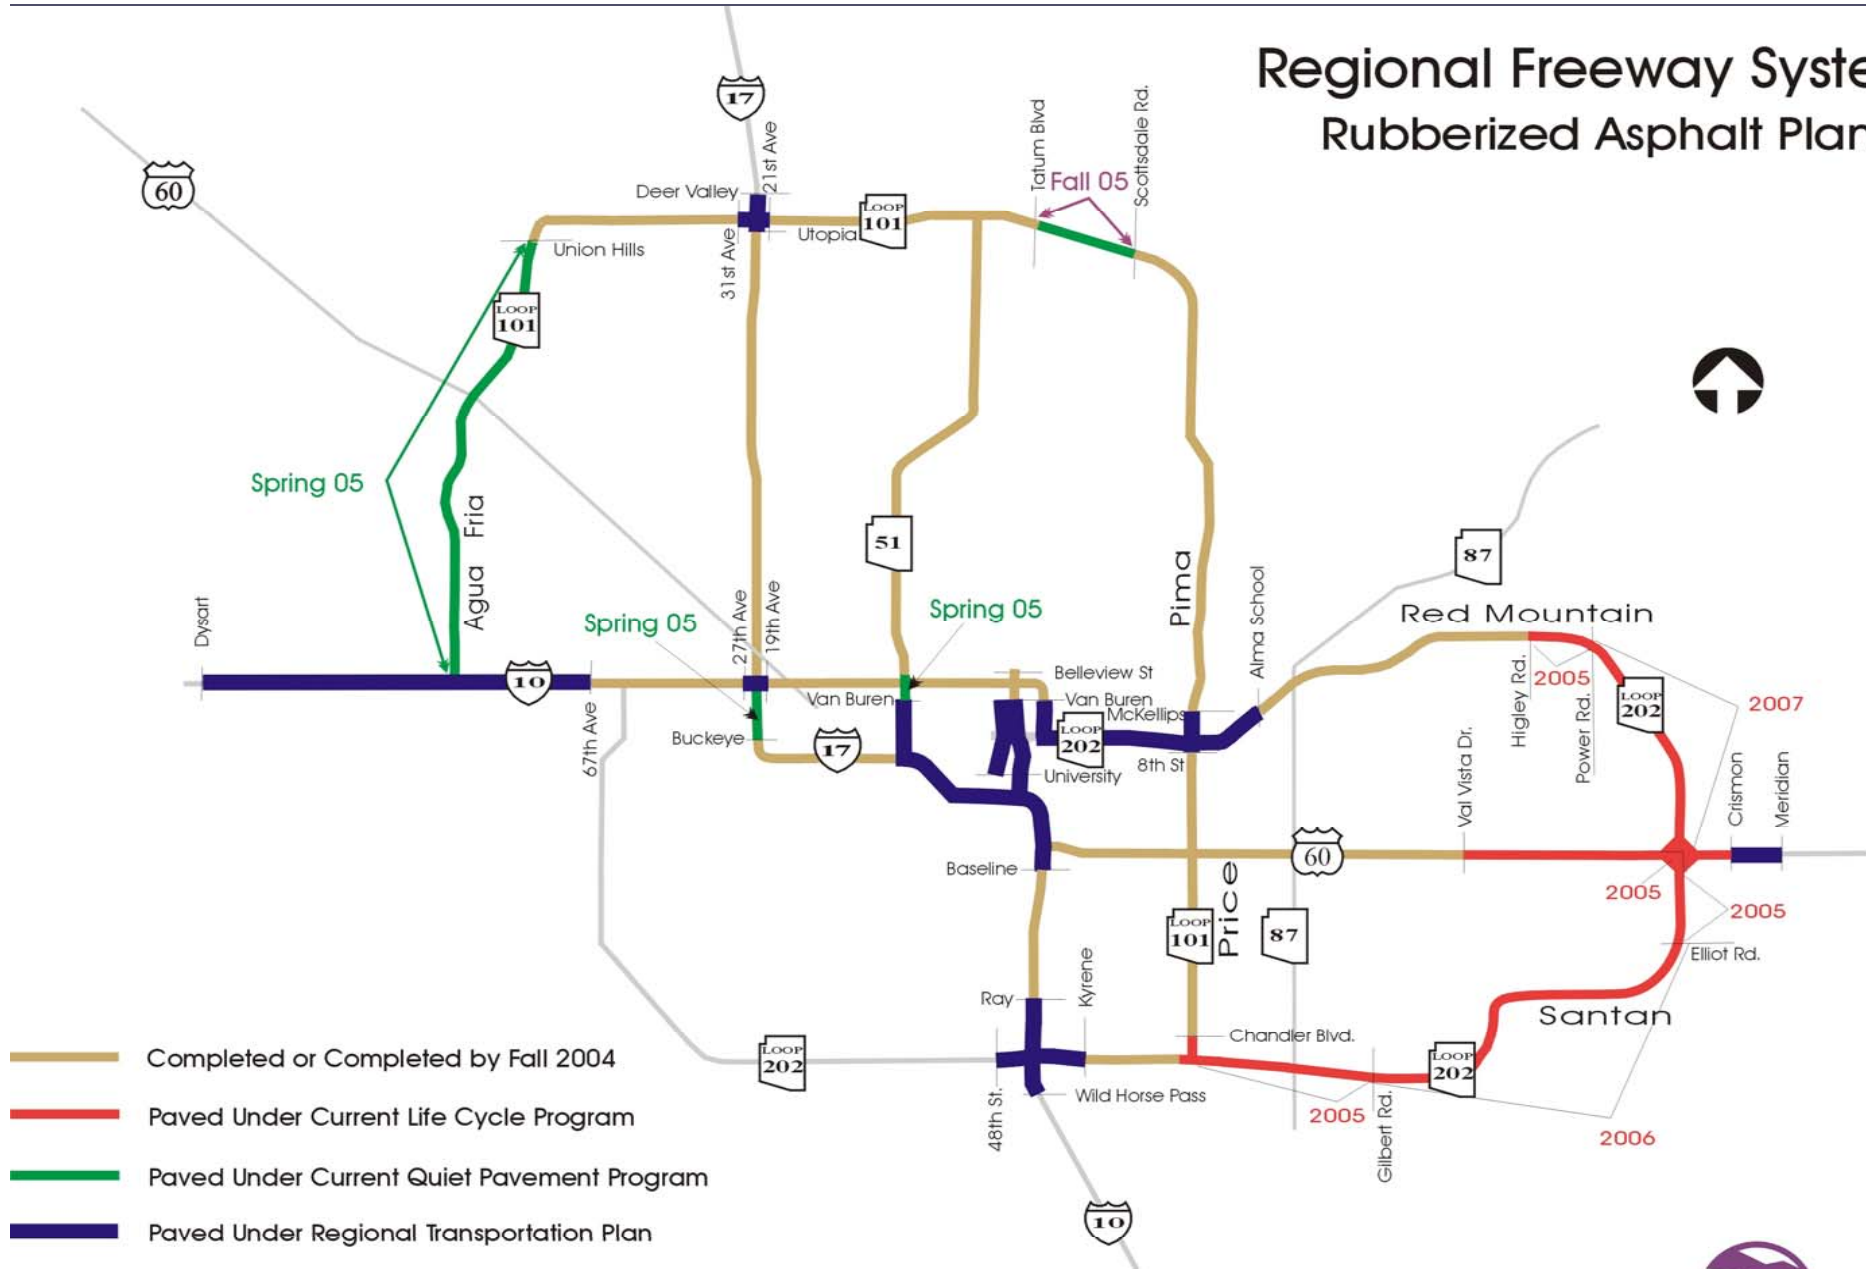 Regional Freeway Syste
Rubberized Asphalt Plan
17
60
Deer Valley
21st Ave
31st Ave
Utopia
LOOP
101
Tatum Blvd
Fall 05
Scottsdale Rd.
Union Hills
LOOP
101
Spring 05
Agua Fria
51
Pima
87
Red Mountain
Dysart
Spring 05
27th Ave
19th Ave
Spring 05
Alma School
Belleview St
10
Van Buren
Van Buren
McKellips
Higley Rd.
2005
Power Rd.
LOOP
202
2007
67th Ave
Buckeye
17
LOOP
202
8th St
University
Val Vista Dr.
Crismon
Meridian
Baseline
60
2005
2005
LOOP
101
Price
87
Elliot Rd.
Ray
Kyrene
Santan
Chandler Blvd.
LOOP
202
LOOP
202
48th St.
Wild Horse Pass
2005
Gilbert Rd.
2006
10
Completed or Completed by Fall 2004
Paved Under Current Life Cycle Program
Paved Under Current Quiet Pavement Program
Paved Under Regional Transportation Plan